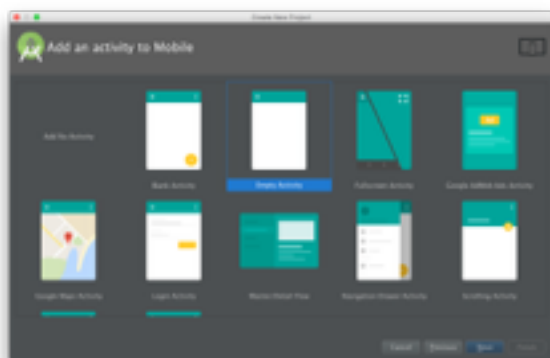 Create New Project
Add an activity to Mobile
Add No Activity
Blank Activity
Empty Activity
Fullscreen Activity
Google AdMob Ads Activity
Google Maps Activity
Login Activity
Master/Detail Flow
Navigation Drawer Activity
Scrolling Activity
Cancel
Previous
Next
Finish